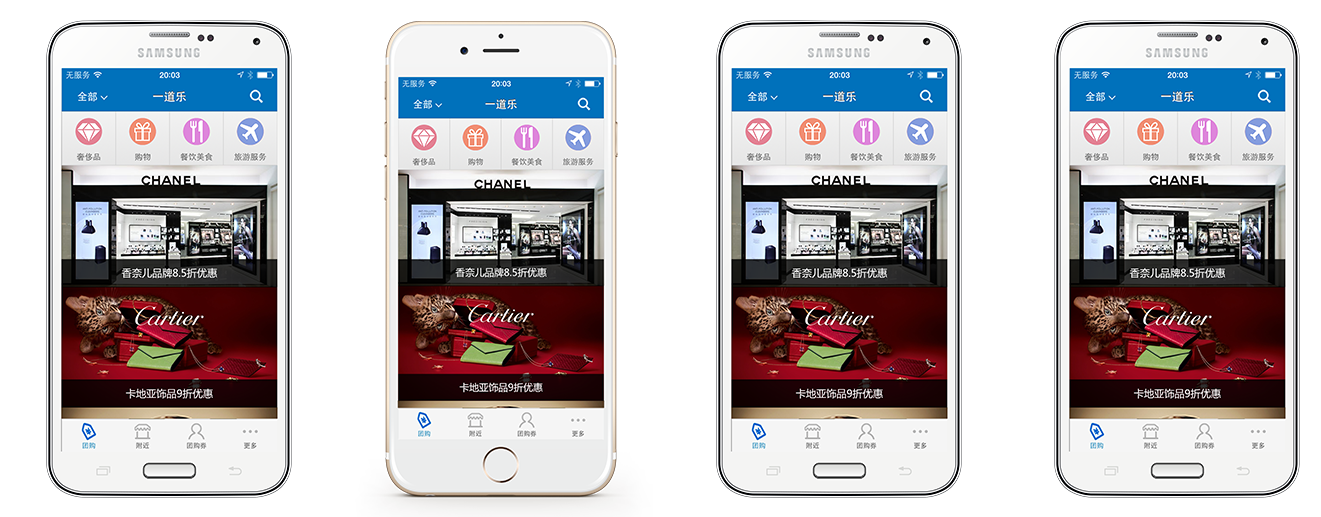 SAMSUNG
无服务 20:03
全部 一道乐
奢侈品 购物 餐饮美食 旅游服务
CHANEL
香奈儿品牌8.5折优惠
Cartier
卡地亚饰品9折优惠
团购 附近 团购券 更多
无服务 20:03
全部 一道乐
奢侈品 购物 餐饮美食 旅游服务
CHANEL
香奈儿品牌8.5折优惠
Cartier
卡地亚饰品9折优惠
团购 附近 团购券 更多
SAMSUNG
无服务 20:03
全部 一道乐
奢侈品 购物 餐饮美食 旅游服务
CHANEL
香奈儿品牌8.5折优惠
Cartier
卡地亚饰品9折优惠
团购 附近 团购券 更多
SAMSUNG
无服务 20:03
全部 一道乐
奢侈品 购物 餐饮美食 旅游服务
CHANEL
香奈儿品牌8.5折优惠
Cartier
卡地亚饰品9折优惠
团购 附近 团购券 更多